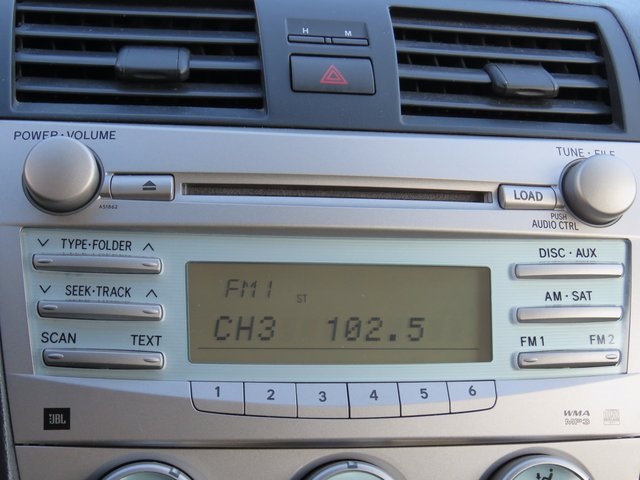 H M
POWER·VOLUME
TUNE·FILE
A51862
LOAD
PUSH
AUDIO CTRL
TYPE·FOLDER
DISC·AUX
SEEK·TRACK
AM·SAT
SCAN TEXT
FM1 FM2
FM1 ST
CH3 102.5
1 2 3 4 5 6
JBL
WMA
MP3